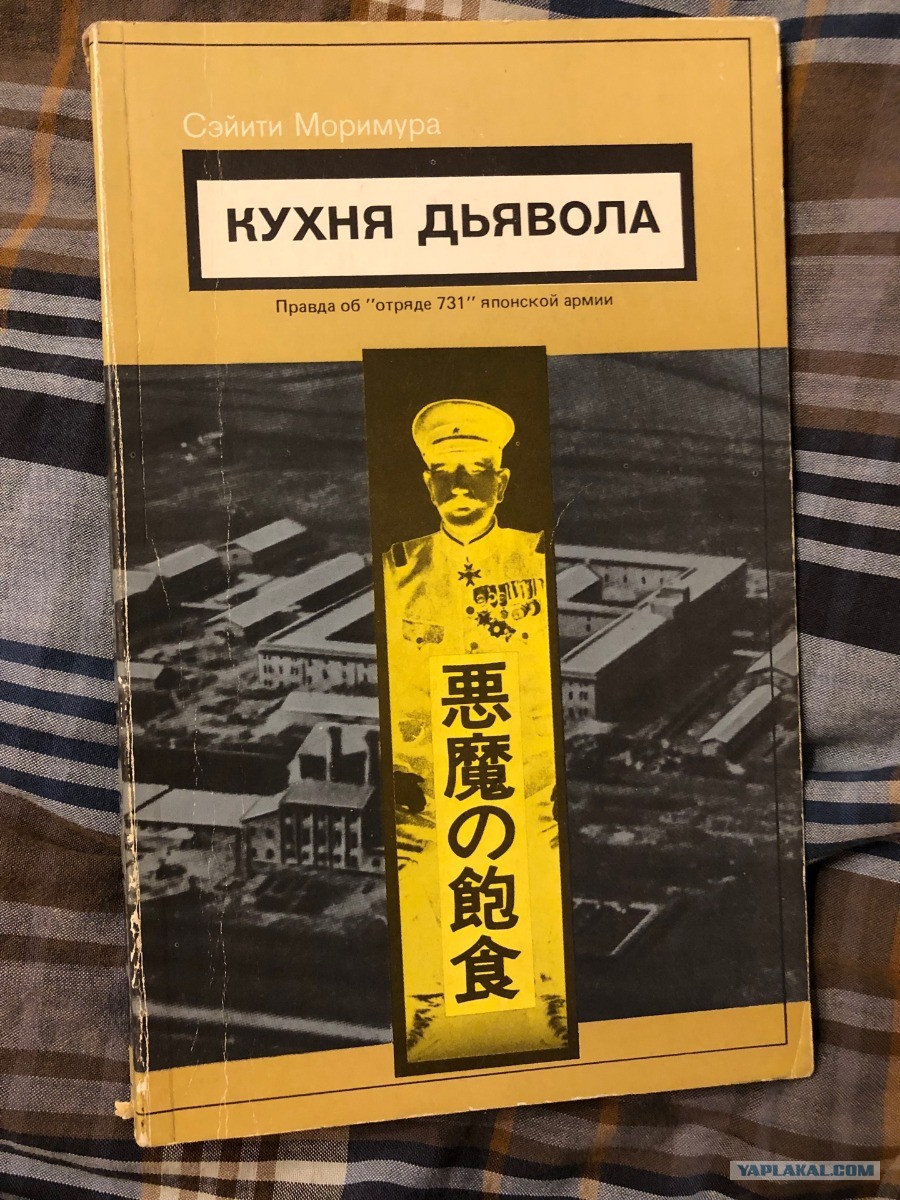 Сэйити Моримура
КУХНЯ ДЬЯВОЛА
Правда об "отряде 731" японской армии
悪魔の飽食
YAPLAKAL.COM